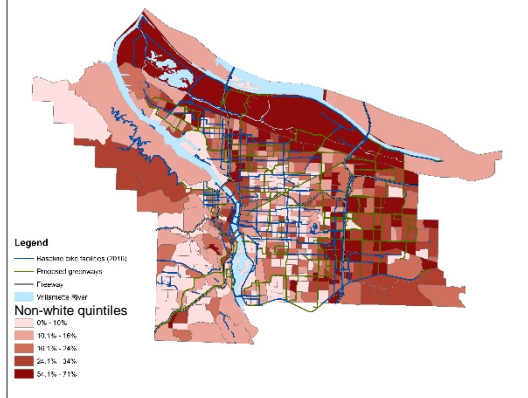 Legend
Baseline bike facilities (2016)
Proposed greenways
Freeway
Willamette River
Non-white quintiles
0% - 10%
10.1% - 16%
16.1% - 24%
24.1% - 34%
34.1% - 71%